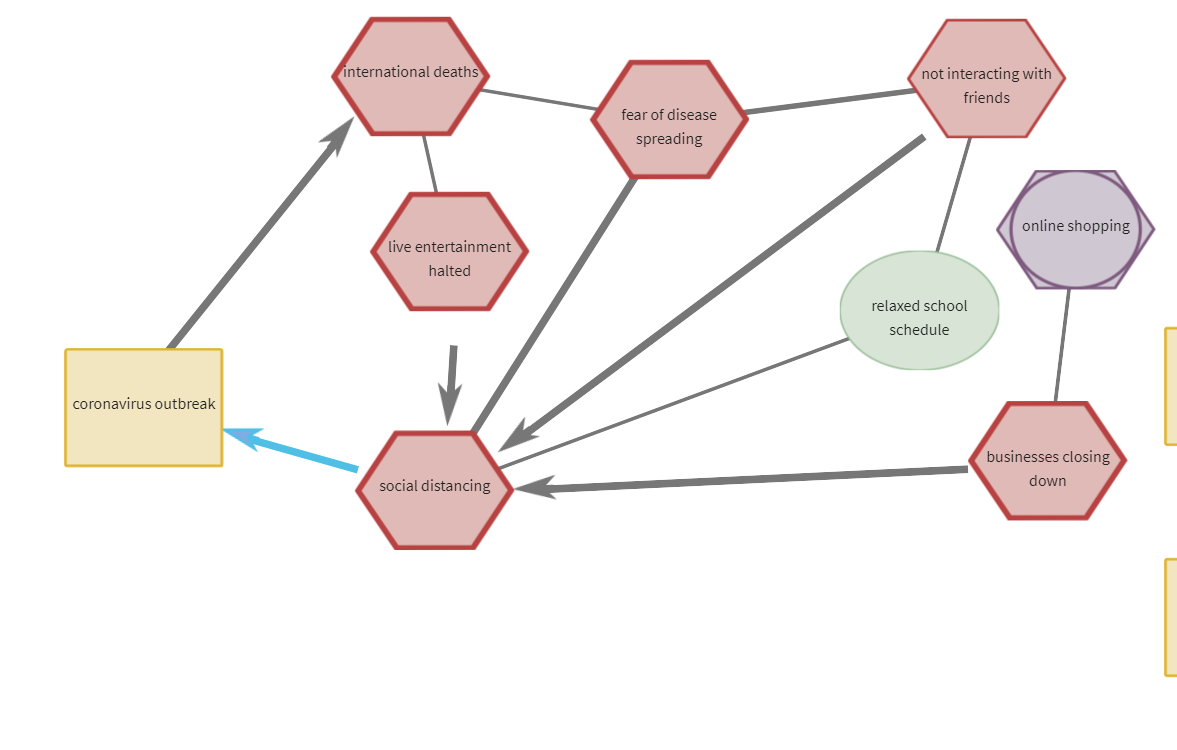 international deaths
fear of disease
spreading
not interacting with
friends
online shopping
live entertainment
halted
relaxed school
schedule
coronavirus outbreak
social distancing
businesses closing
down